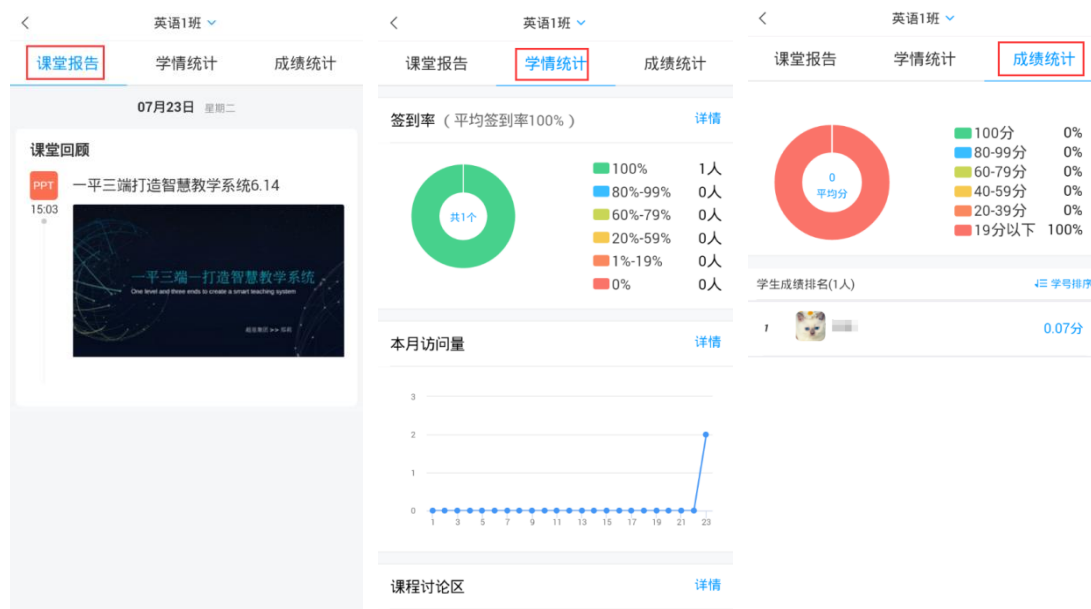 英语1班
课堂报告 学情统计 成绩统计
07月23日 星期二
课堂回顾
PPT 一平三端打造智慧教学系统6.14
15:03
一平三端—打造智慧教学系统
One level and three ends to create a smart teaching system
英语1班
课堂报告 学情统计 成绩统计
签到率（平均签到率100%） 详情
共1个
100% 1人
80%-99% 0人
60%-79% 0人
20%-59% 0人
1%-19% 0人
0% 0人
本月访问量 详情
3
2
1
0
1 3 5 7 9 11 13 15 17 19 21 23
课程讨论区 详情
英语1班
课堂报告 学情统计 成绩统计
0
平均分
100分 0%
80-99分 0%
60-79分 0%
40-59分 0%
20-39分 0%
19分以下 100%
学生成绩排名(1人) 学号排序
1 0.07分